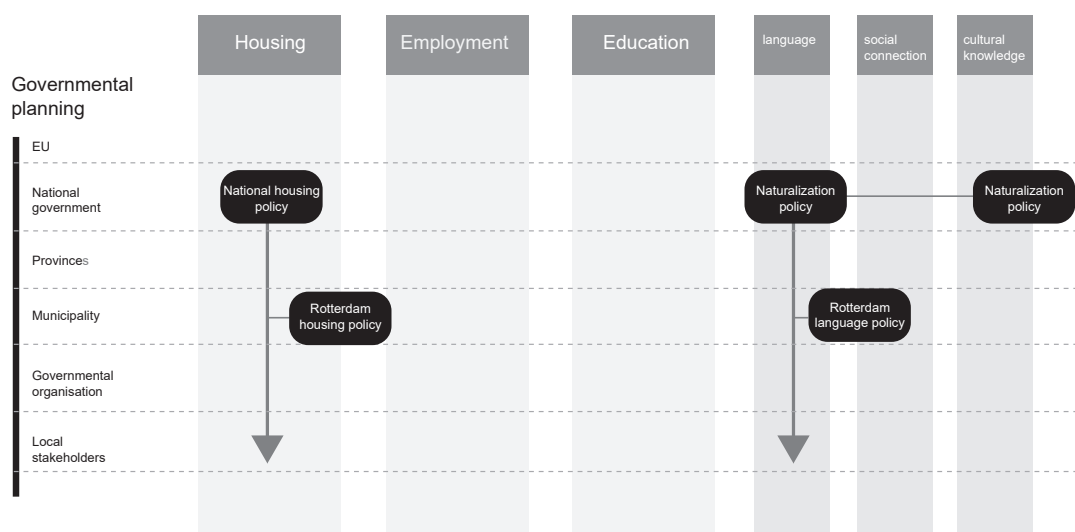 Housing
Employment
Education
language
social
connection
cultural
knowledge
Governmental
planning
EU
National
government
National housing
policy
Naturalization
policy
Naturalization
policy
Provinces
Municipality
Rotterdam
housing policy
Rotterdam
language policy
Governmental
organisation
Local
stakeholders